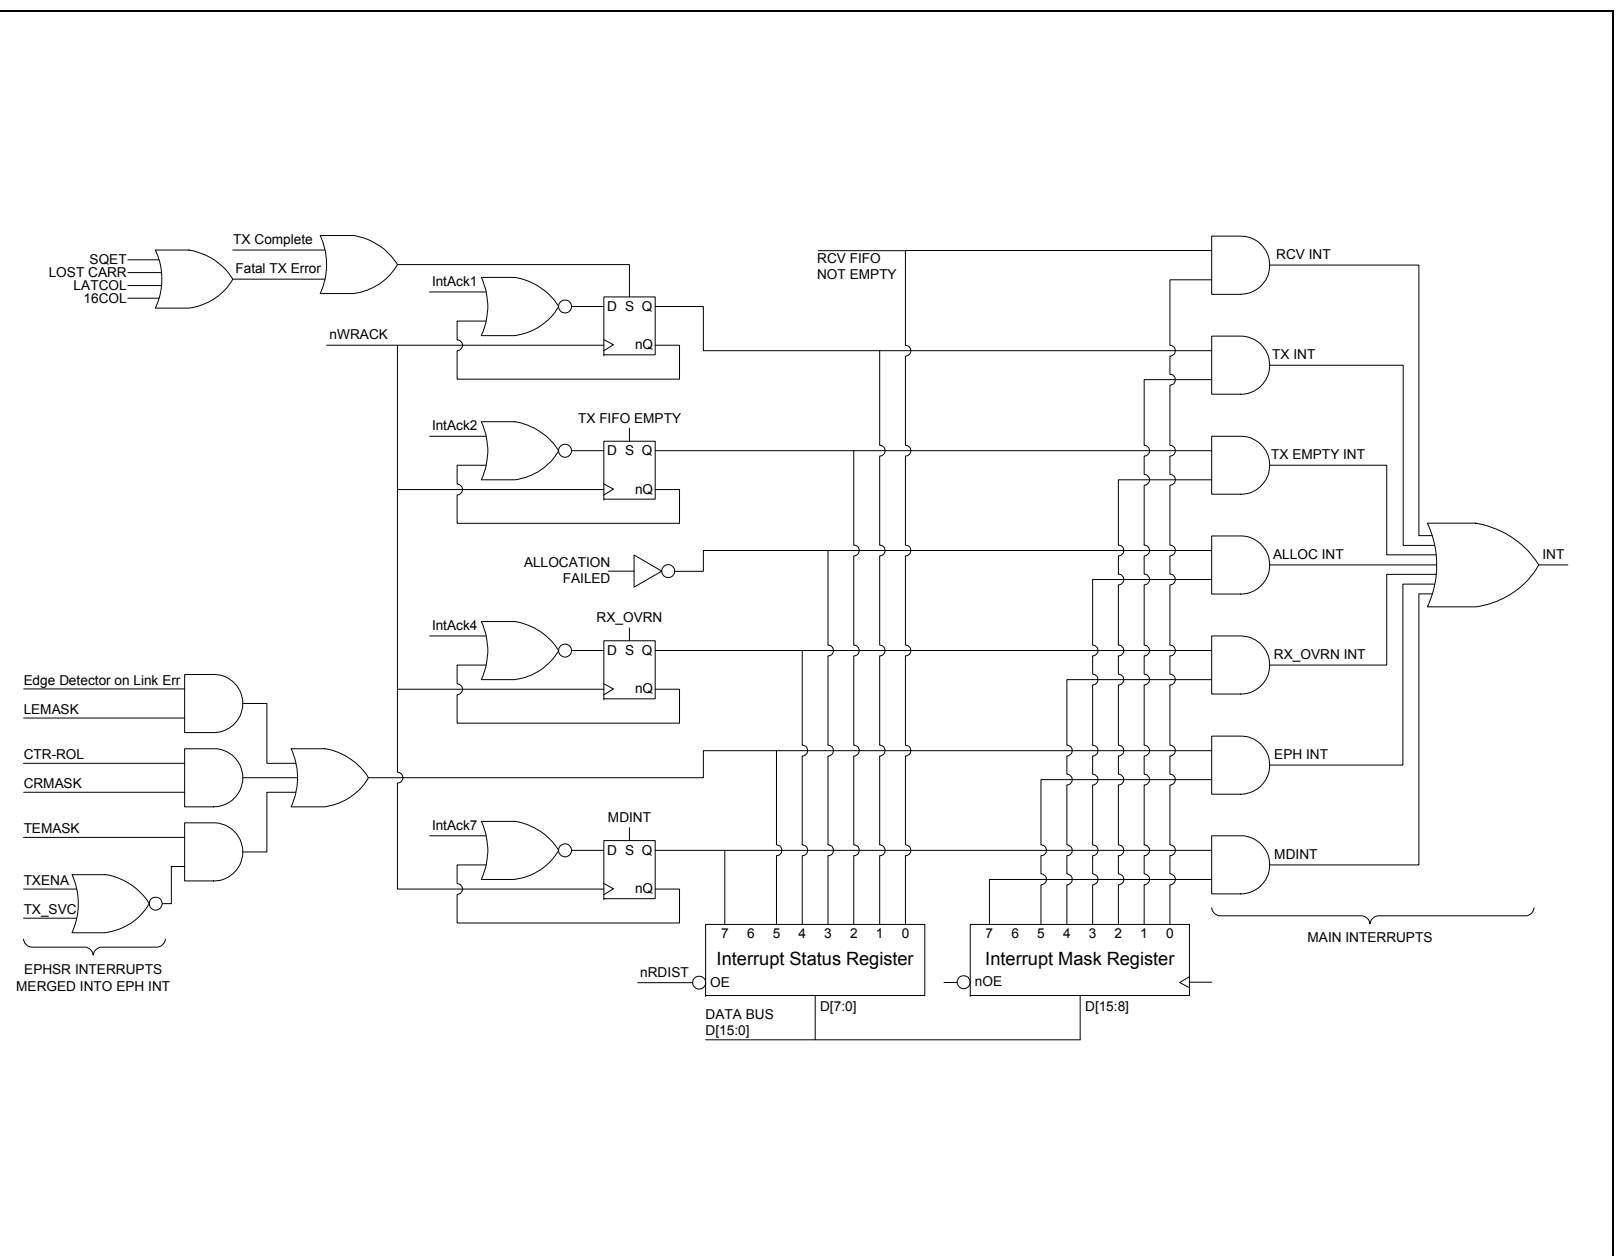 TX Complete
SQET
LOST CARR
LATCOL
16COL
Fatal TX Error
IntAck1
D S Q
nQ
nWRACK
RCV FIFO
NOT EMPTY
RCV INT
TX INT
IntAck2
TX FIFO EMPTY
D S Q
nQ
TX EMPTY INT
ALLOCATION
FAILED
ALLOC INT
INT
IntAck4
RX_OVRN
D S Q
nQ
RX_OVRN INT
Edge Detector on Link Err
LEMASK
CTR-ROL
CRMASK
EPH INT
TEMASK
TXENA
TX_SVC
EPHSR INTERRUPTS
MERGED INTO EPH INT
IntAck7
MDINT
D S Q
nQ
MDINT
MAIN INTERRUPTS
7 6 5 4 3 2 1 0
Interrupt Status Register
nRDIST
OE
7 6 5 4 3 2 1 0
Interrupt Mask Register
nOE
DATA BUS
D[15:0]
D[7:0]
D[15:8]